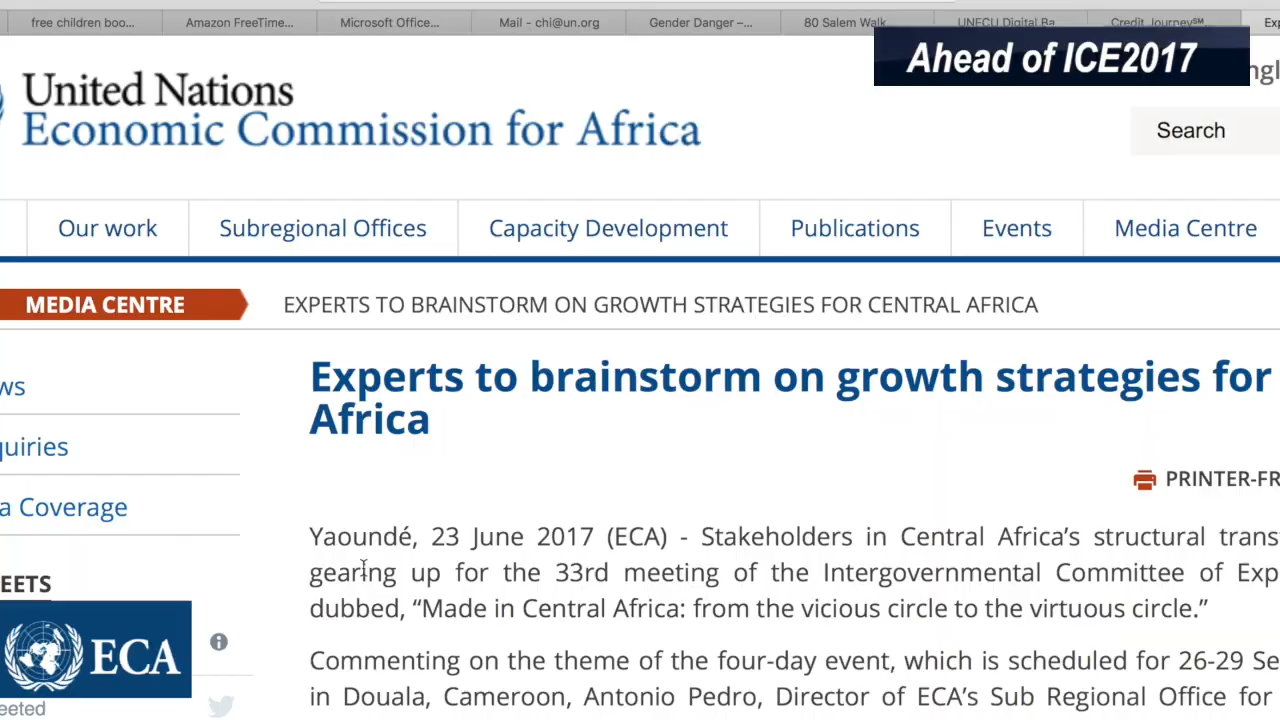 free children boo...
Amazon FreeTime...
Microsoft Office...
Mail - chi@un.org
Gender Danger –...
80 Salem Walk
UNFCU Digital Ba
Credit Journey℠
Exp
Ahead of ICE2017
United Nations
Economic Commission for Africa
Search
Our work
Subregional Offices
Capacity Development
Publications
Events
Media Centre
MEDIA CENTRE
EXPERTS TO BRAINSTORM ON GROWTH STRATEGIES FOR CENTRAL AFRICA
Experts to brainstorm on growth strategies for
Africa
ws
quiries
a Coverage
PRINTER-FR
Yaoundé, 23 June 2017 (ECA) - Stakeholders in Central Africa’s structural trans
gearing up for the 33rd meeting of the Intergovernmental Committee of Exp
dubbed, “Made in Central Africa: from the vicious circle to the virtuous circle.”
EETS
ECA
eeted
Commenting on the theme of the four-day event, which is scheduled for 26-29 Se
in Douala, Cameroon, Antonio Pedro, Director of ECA’s Sub Regional Office for